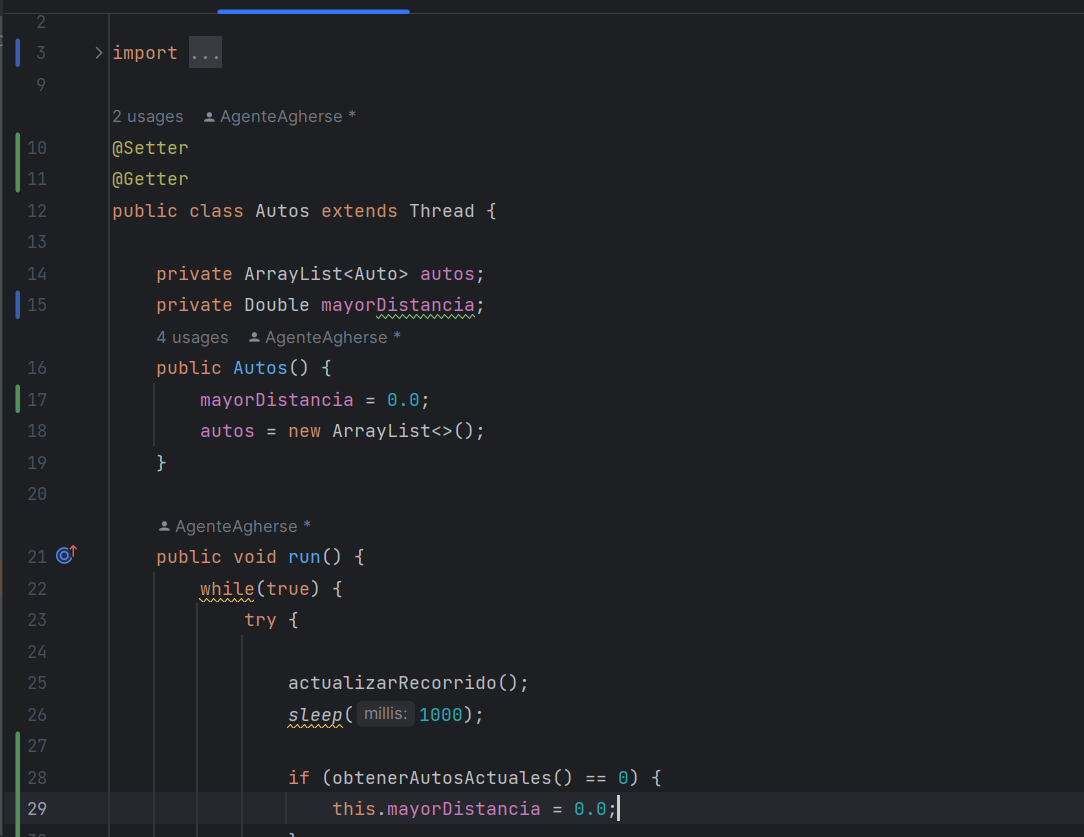 2
3 import ...
9
2 usages AgenteAgherse *
10 @Setter
11 @Getter
12 public class Autos extends Thread {
13
14 private ArrayList<Auto> autos;
15 private Double mayorDistancia;
4 usages AgenteAgherse *
16 public Autos() {
17 mayorDistancia = 0.0;
18 autos = new ArrayList<>();
19 }
20
AgenteAgherse *
21 public void run() {
22 while(true) {
23 try {
24
25 actualizarRecorrido();
26 sleep( millis: 1000);
27
28 if (obtenerAutosActuales() == 0) {
29 this.mayorDistancia = 0.0;
30 }